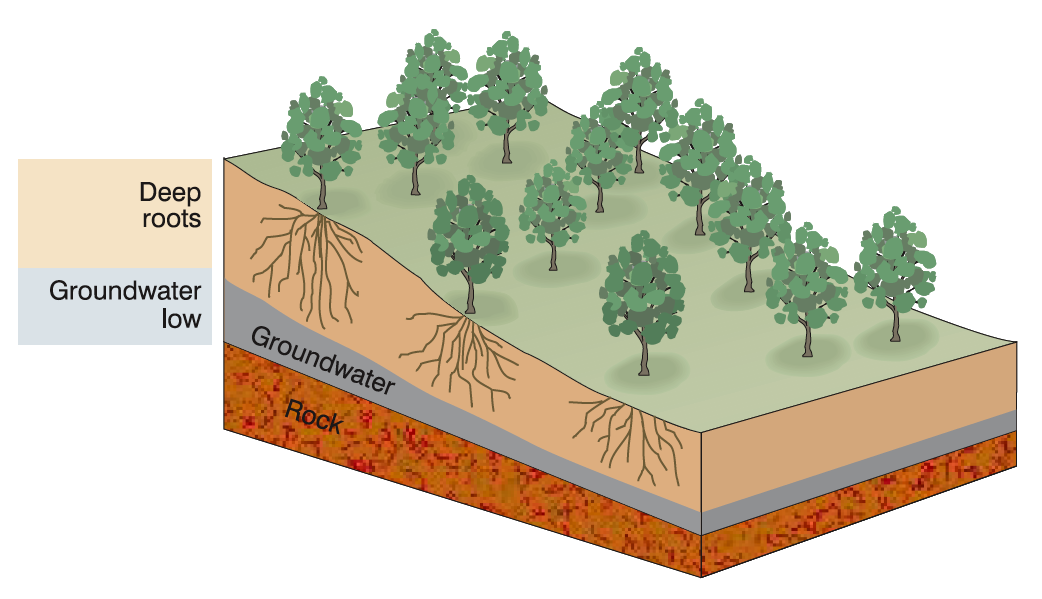 Deep
roots
Groundwater
low
Groundwater
Rock